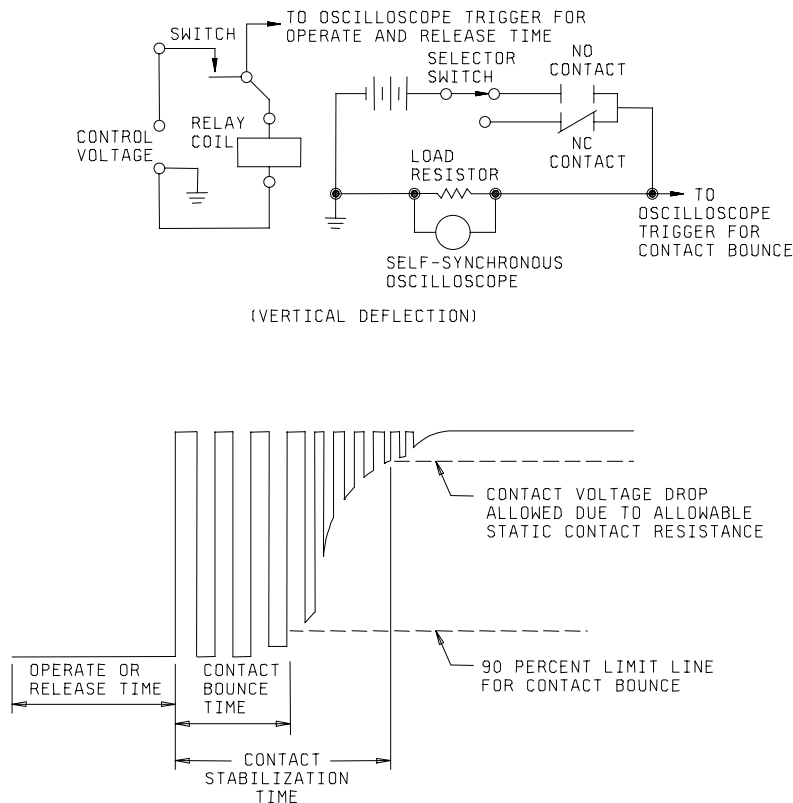 TO OSCILLOSCOPE TRIGGER FOR
OPERATE AND RELEASE TIME
SWITCH
SELECTOR
SWITCH
NO
CONTACT
CONTROL
VOLTAGE
RELAY
COIL
NC
CONTACT
LOAD
RESISTOR
TO
OSCILLOSCOPE
TRIGGER FOR
CONTACT BOUNCE
SELF-SYNCHRONOUS
OSCILLOSCOPE
(VERTICAL DEFLECTION)
CONTACT VOLTAGE DROP
ALLOWED DUE TO ALLOWABLE
STATIC CONTACT RESISTANCE
OPERATE OR
RELEASE TIME
CONTACT
BOUNCE
TIME
90 PERCENT LIMIT LINE
FOR CONTACT BOUNCE
CONTACT
STABILIZATION
TIME